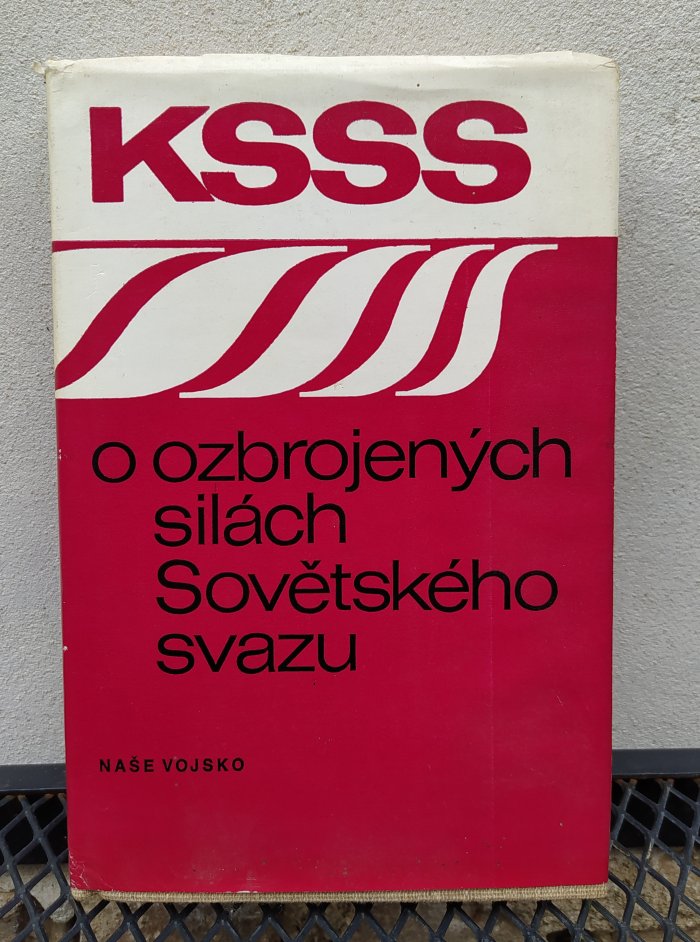 KSSS
o ozbrojených
silách
Sovětského
svazu
NAŠE VOJSKO